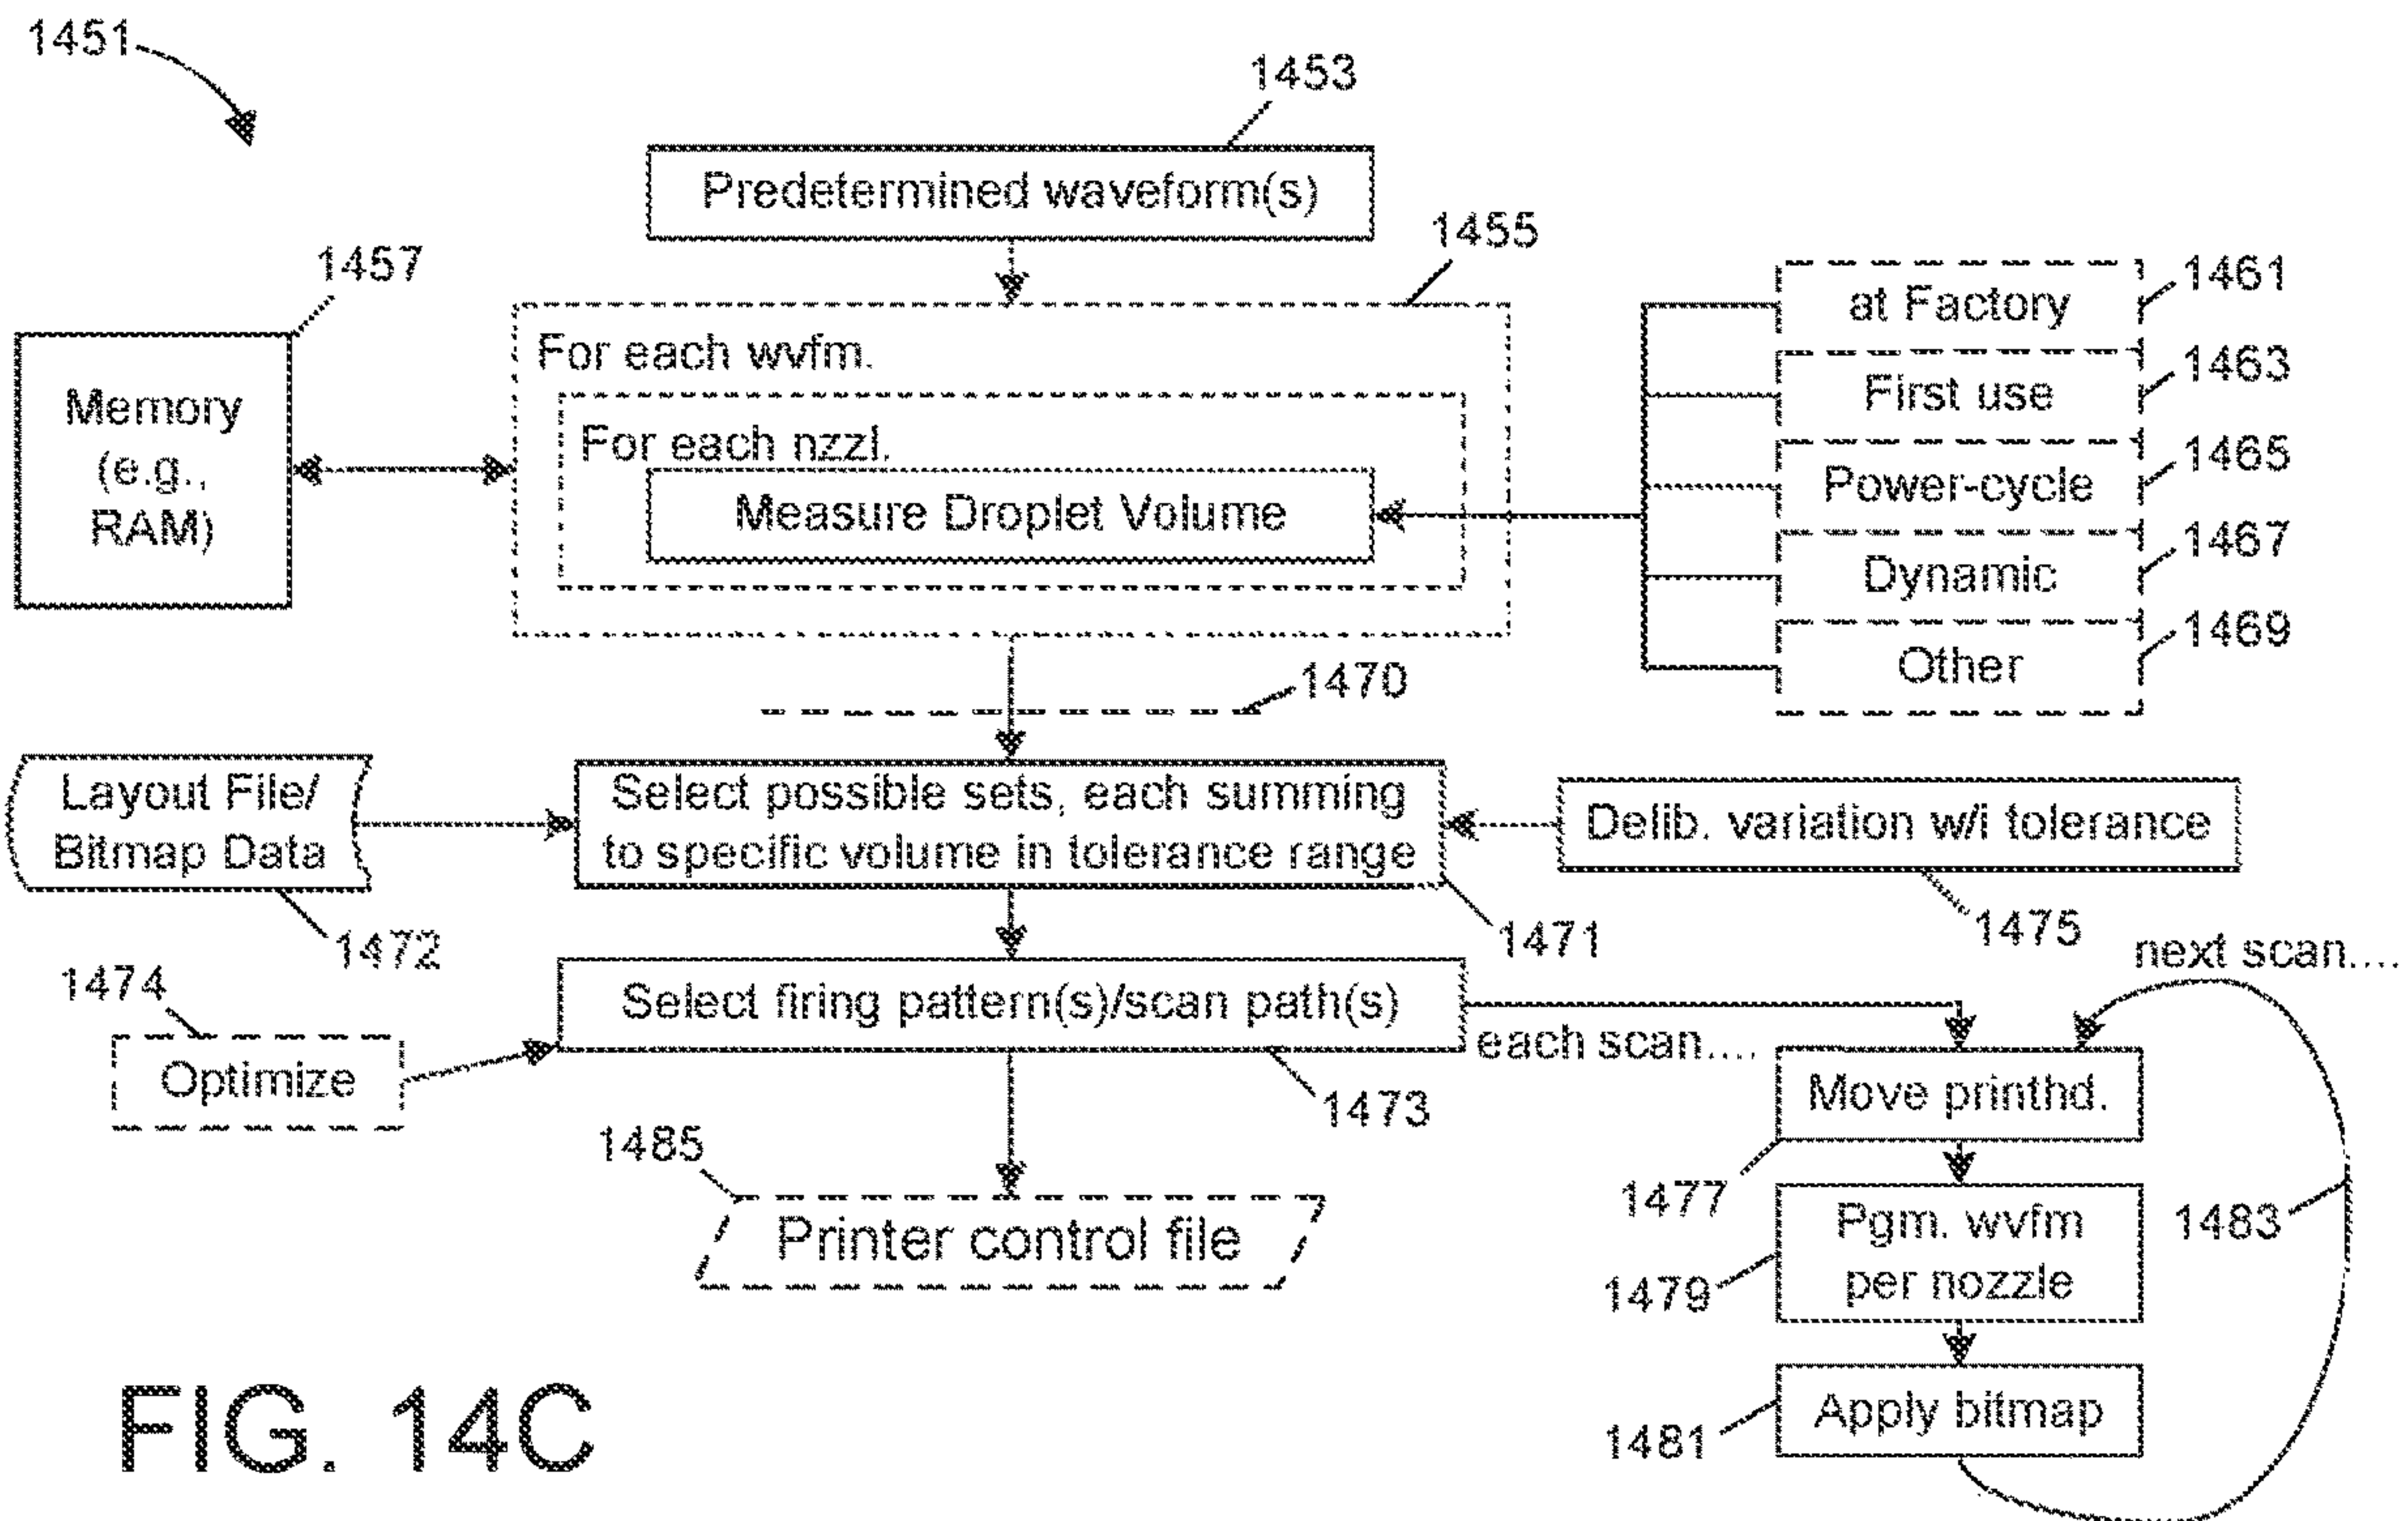 1451
1453
Predetermined waveform(s)
1455
1457
Memory
(e.g.,
RAM)
For each wvfm.
For each nzzl.
Measure Droplet Volume
at Factory
1461
First use
1463
Power-cycle
1465
Dynamic
1467
Other
1469
1470
Layout File/
Bitmap Data
1472
Select possible sets, each summing
to specific volume in tolerance range
1471
Delib. variation w/i tolerance
1475
1474
Optimize
Select firing pattern(s)/scan path(s)
1473
each scan....
next scan....
Move printhd.
1477
Pgm. wvfm
per nozzle
1479
1483
Apply bitmap
1481
1485
Printer control file
FIG. 14C